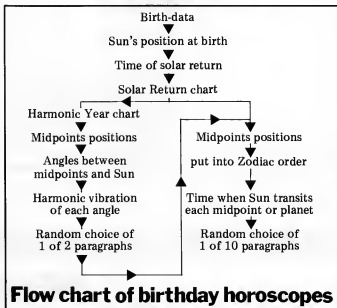 Birth-data
Sun's position at birth
Time of solar return
Solar Return chart
Harmonic Year chart
Midpoints positions
Angles between
midpoints and Sun
Harmonic vibration
of each angle
Random choice of
1 of 2 paragraphs
Midpoints positions
put into Zodiac order
Time when Sun transits
each midpoint or planet
Random choice of
1 of 10 paragraphs
Flow chart of birthday horoscopes